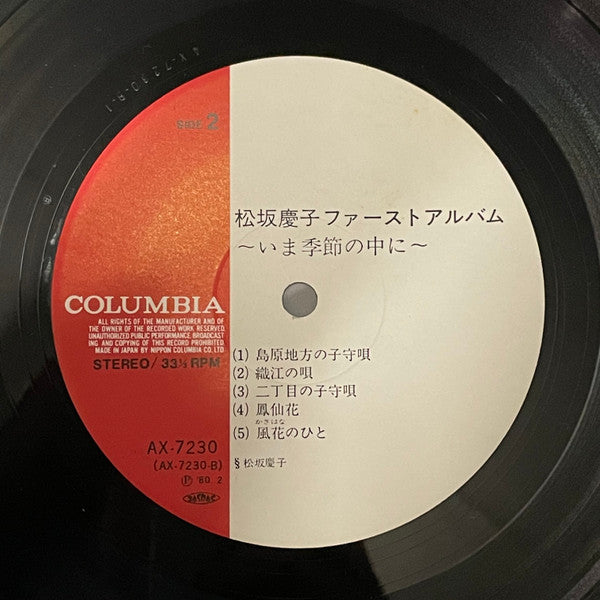 4X-7230-B-1
SIDE 2
松坂慶子ファーストアルバム
〜いま季節の中に〜
COLUMBIA
ALL RIGHTS OF THE MANUFACTURER AND OF
THE OWNER OF THE RECORDED WORK RESERVED.
UNAUTHORIZED PUBLIC PERFORMANCE BROADCAST-
ING AND COPYING OF THIS RECORD PROHIBITED.
MADE IN JAPAN BY NIPPON COLUMBIA CO. LTD
STEREO/33⅓ RPM
(1) 島原地方の子守唄
(2) 織江の唄
(3) 二丁目の子守唄
(4) 鳳仙花
かざはな
(5) 風花のひと
AX-7230
(AX-7230-B)
Ⓟ '80. 2
§ 松坂慶子